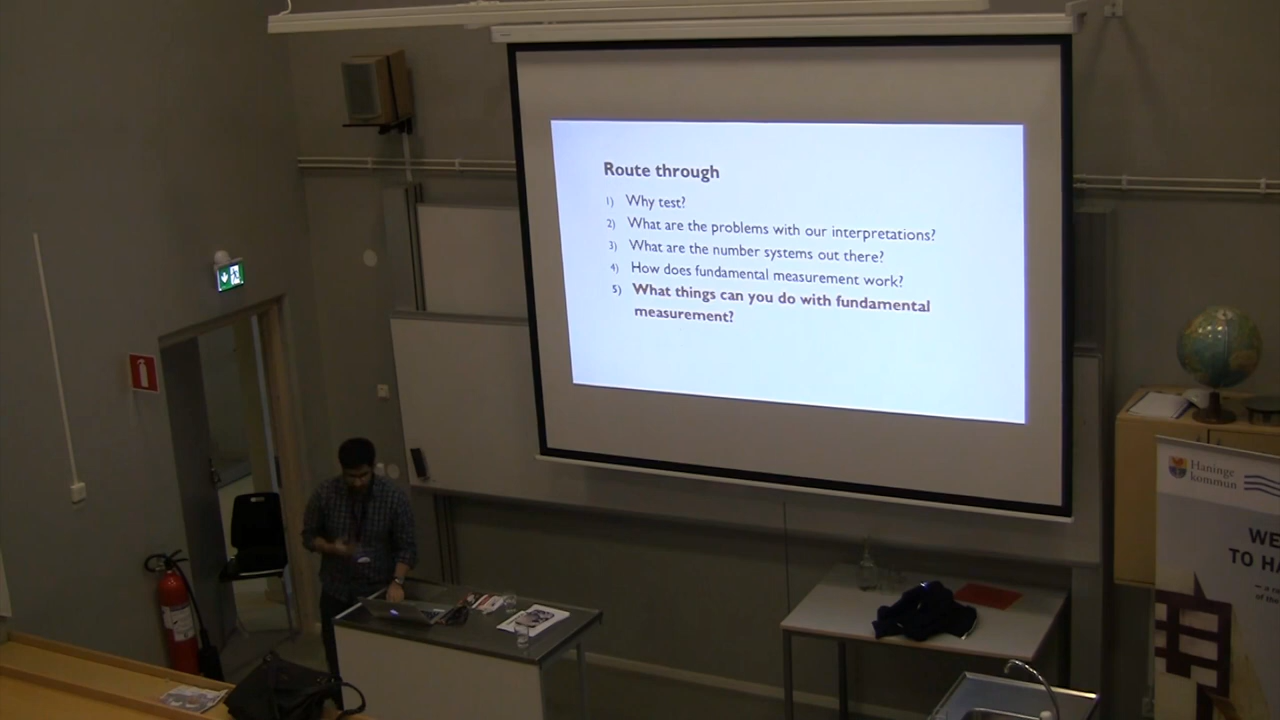 Route through
1) Why test?
2) What are the problems with our interpretations?
3) What are the number systems out there?
4) How does fundamental measurement work?
5) What things can you do with fundamental
measurement?
Haninge
kommun
WE
TO HA